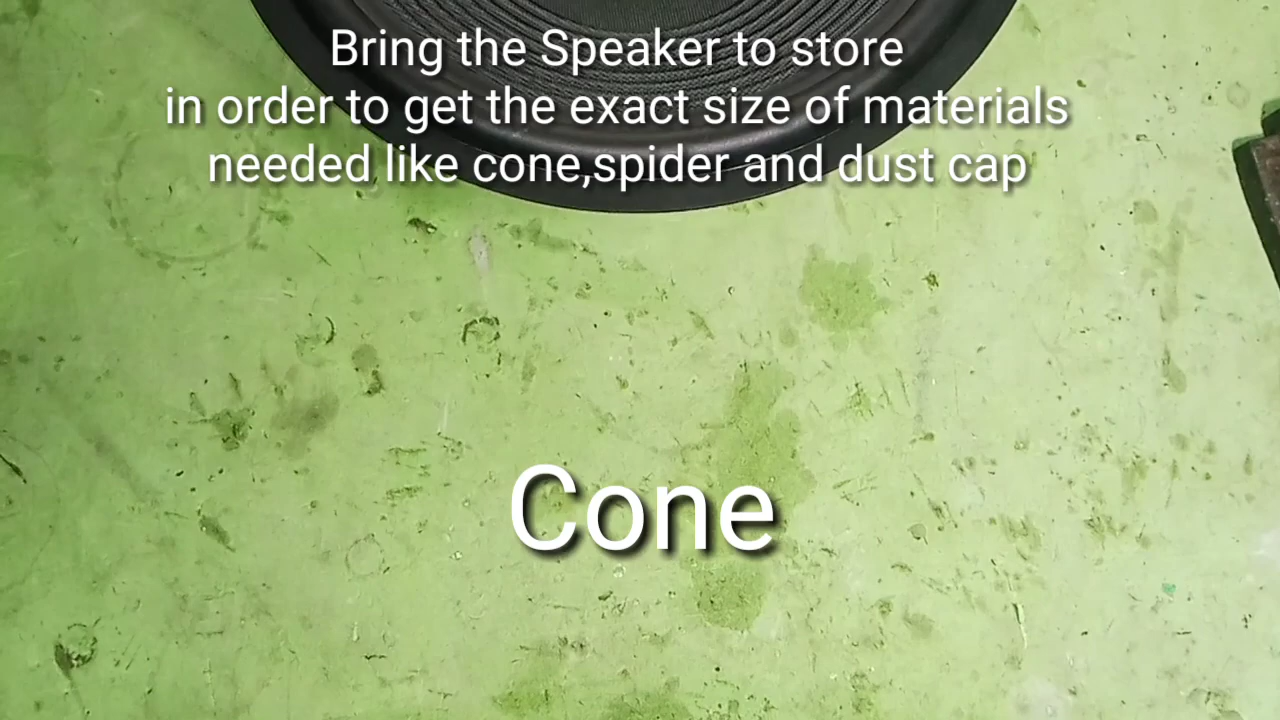 Bring the Speaker to store
in order to get the exact size of materials
needed like cone,spider and dust cap
Cone